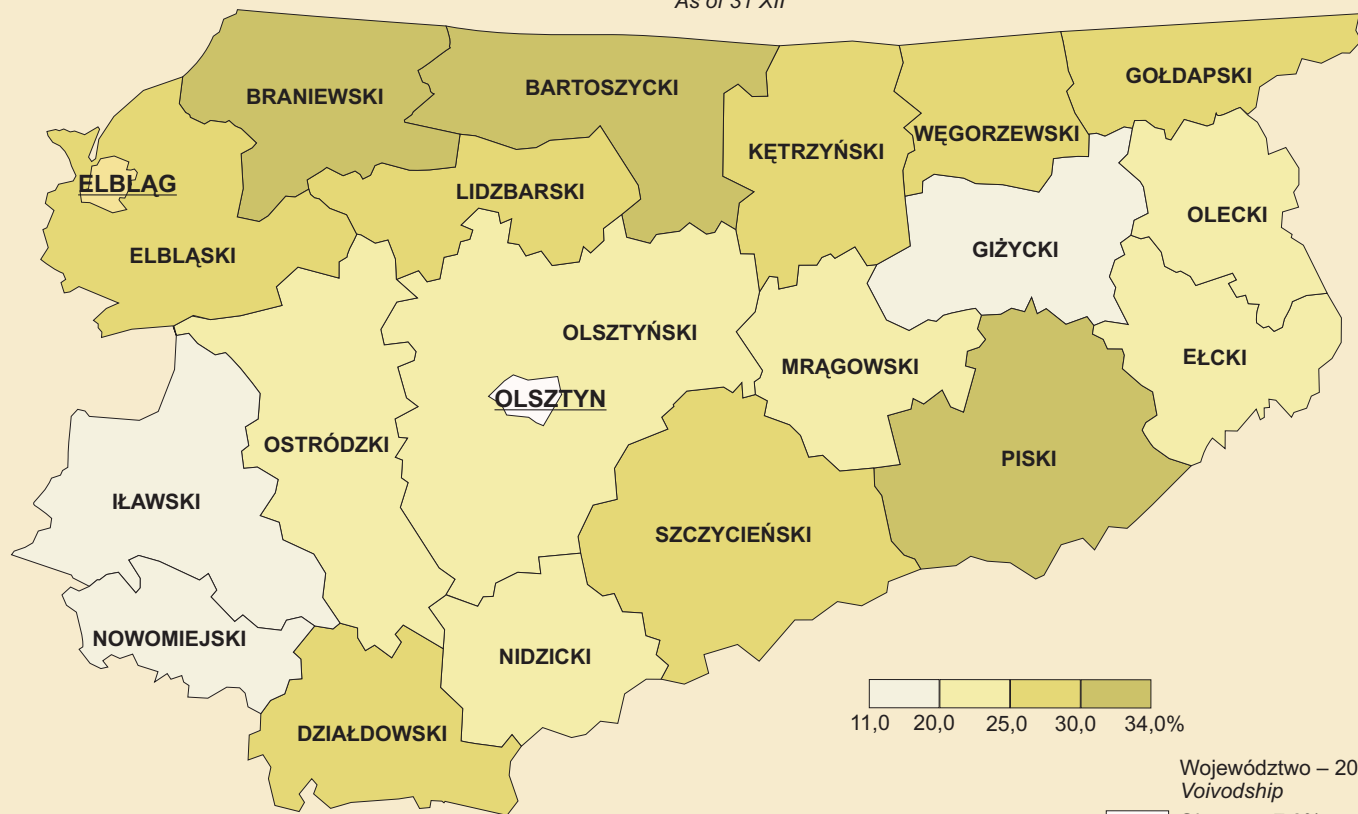 As of 31 XII
BRANIEWSKI
BARTOSZYCKI
GOŁDAPSKI
KĘTRZYŃSKI
WĘGORZEWSKI
ELBLĄG
LIDZBARSKI
OLECKI
ELBLĄSKI
GIŻYCKI
OLSZTYŃSKI
MRĄGOWSKI
EŁCKI
OLSZTYN
OSTRÓDZKI
PISKI
IŁAWSKI
SZCZYCIEŃSKI
NOWOMIEJSKI
NIDZICKI
DZIAŁDOWSKI
11,0 20,0 25,0 30,0 34,0%
Województwo – 20
Voivodship